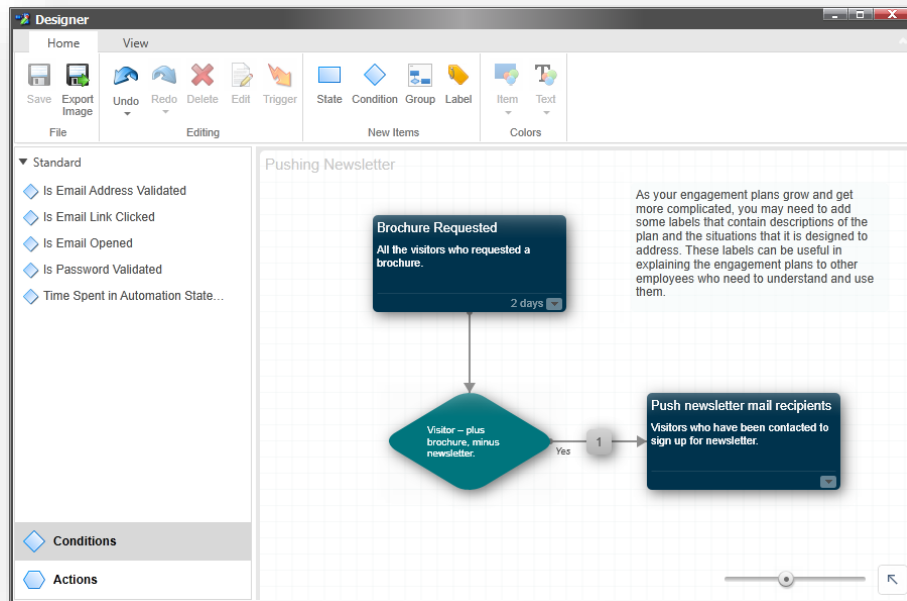 Designer
Home View
Save Export Image Undo Redo Delete Edit Trigger State Condition Group Label Item Text
File Editing New Items Colors
Standard
Is Email Address Validated
Is Email Link Clicked
Is Email Opened
Is Password Validated
Time Spent in Automation State...
Conditions
Actions
Pushing Newsletter
As your engagement plans grow and get
more complicated, you may need to add
some labels that contain descriptions of the
plan and the situations that it is designed to
address. These labels can be useful in
explaining the engagement plans to other
employees who need to understand and use
them.
Brochure Requested
All the visitors who requested a
brochure.
2 days
Visitor – plus
brochure, minus
newsletter.
Yes
1
Push newsletter mail recipients
Visitors who have been contacted to
sign up for newsletter.